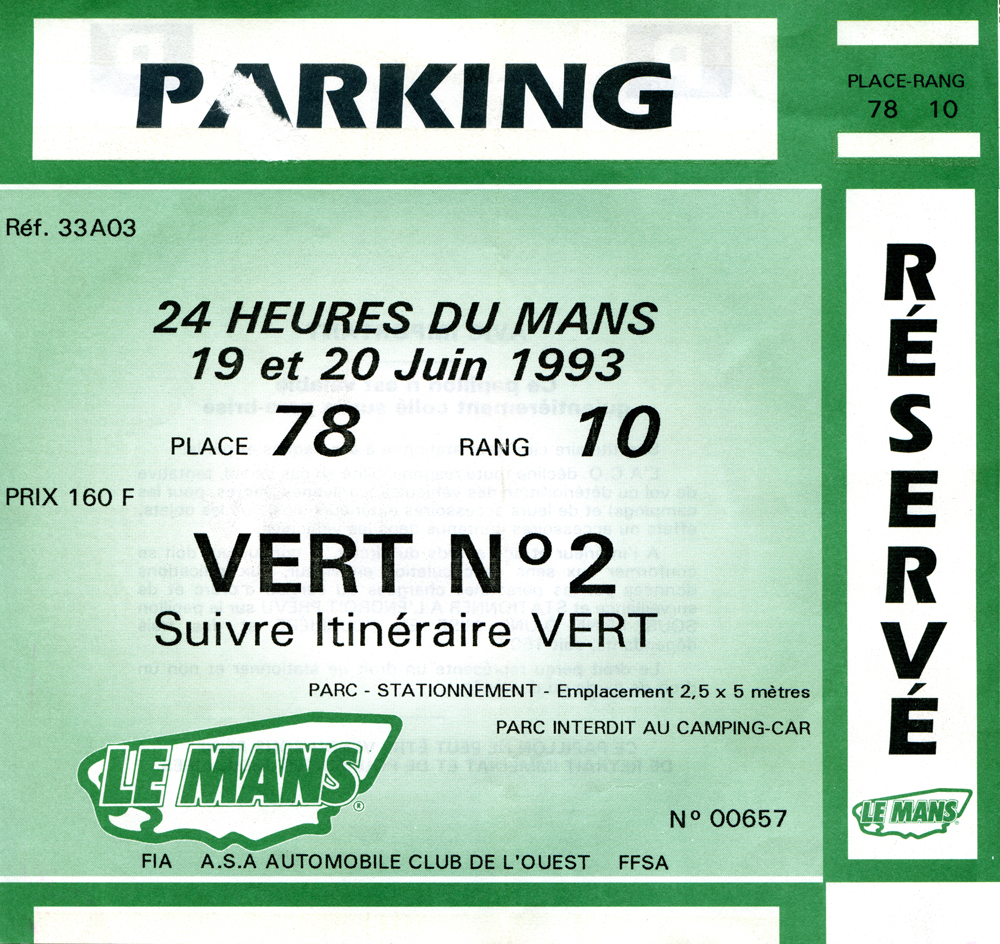 PARKING
PLACE-RANG
78 10
Réf. 33A03
24 HEURES DU MANS
19 et 20 Juin 1993
PLACE 78 RANG 10
PRIX 160 F
VERT Nº 2
Suivre Itinéraire VERT
PARC - STATIONNEMENT - Emplacement 2,5 x 5 mètres
PARC INTERDIT AU CAMPING-CAR
LE MANS ®
Nº 00657
FIA A.S.A AUTOMOBILE CLUB DE L'OUEST FFSA
RÉSERVÉ
LE MANS